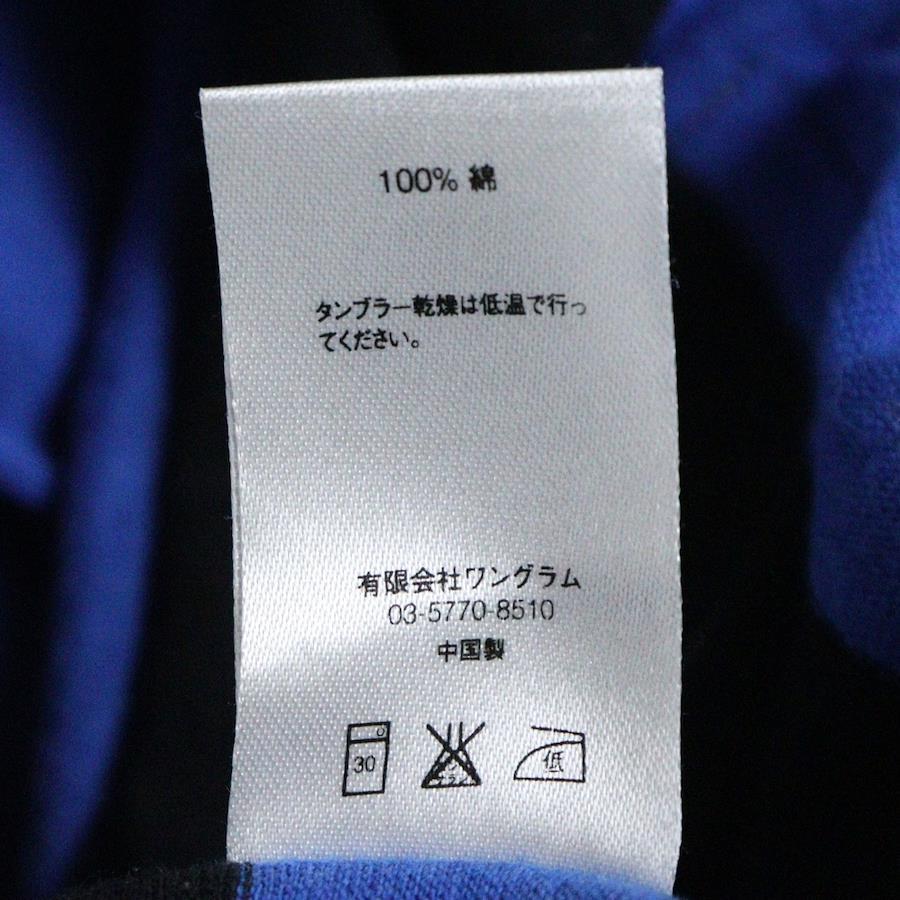 100% 綿
タンブラー乾燥は低温で行っ
てください。
有限会社ワングラム
03-5770-8510
中国製
30
低